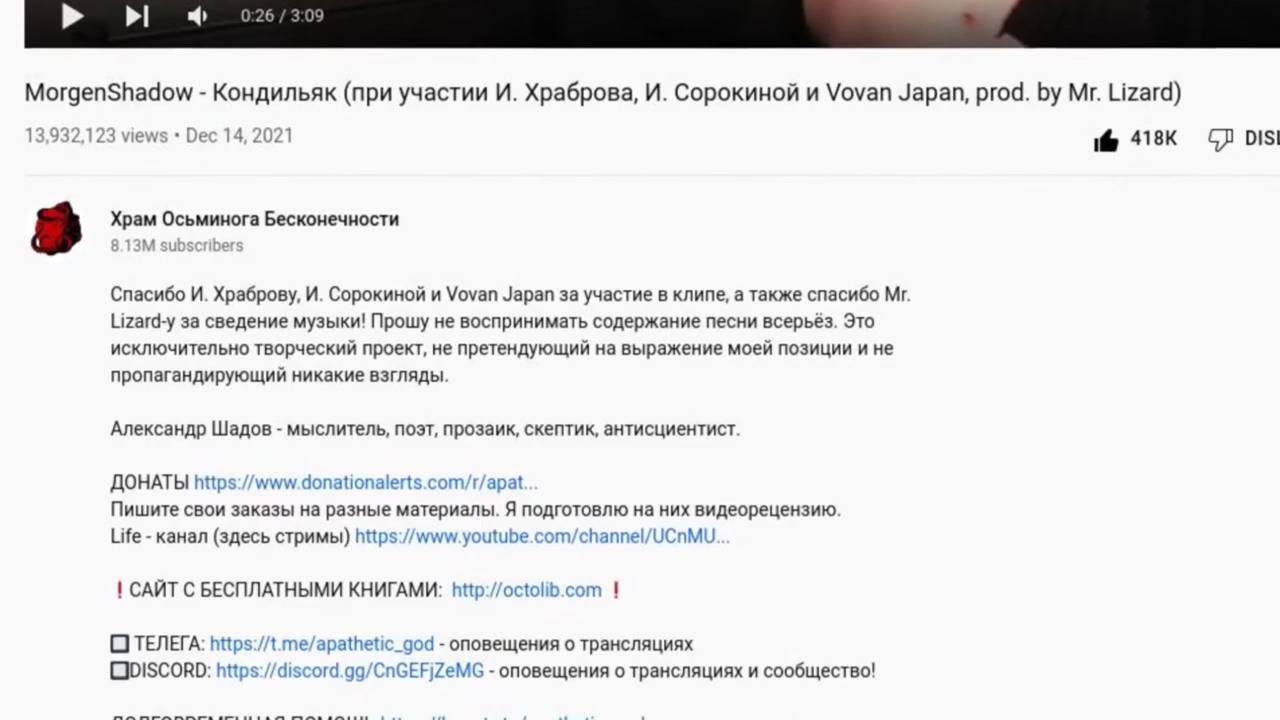 0:26 / 3:09
MorgenShadow - Кондильяк (при участии И. Храброва, И. Сорокиной и Vovan Japan, prod. by Mr. Lizard)
13,932,123 views • Dec 14, 2021
418K
Храм Осьминога Бесконечности
8.13M subscribers
Спасибо И. Храброву, И. Сорокиной и Vovan Japan за участие в клипе, а также спасибо Mr.
Lizard-у за сведение музыки! Прошу не воспринимать содержание песни всерьёз. Это
исключительно творческий проект, не претендующий на выражение моей позиции и не
пропагандирующий никакие взгляды.
Александр Шадов - мыслитель, поэт, прозаик, скептик, антисциентист.
ДОНАТЫ https://www.donationalerts.com/r/apat...
Пишите свои заказы на разные материалы. Я подготовлю на них видеорецензию.
Life - канал (здесь стримы) https://www.youtube.com/channel/UCnMU...
❗САЙТ С БЕСПЛАТНЫМИ КНИГАМИ: http://octolib.com ❗
🔲 ТЕЛЕГА: https://t.me/apathetic_god - оповещения о трансляциях
🔲DISCORD: https://discord.gg/CnGEFjZeMG - оповещения о трансляциях и сообщество!